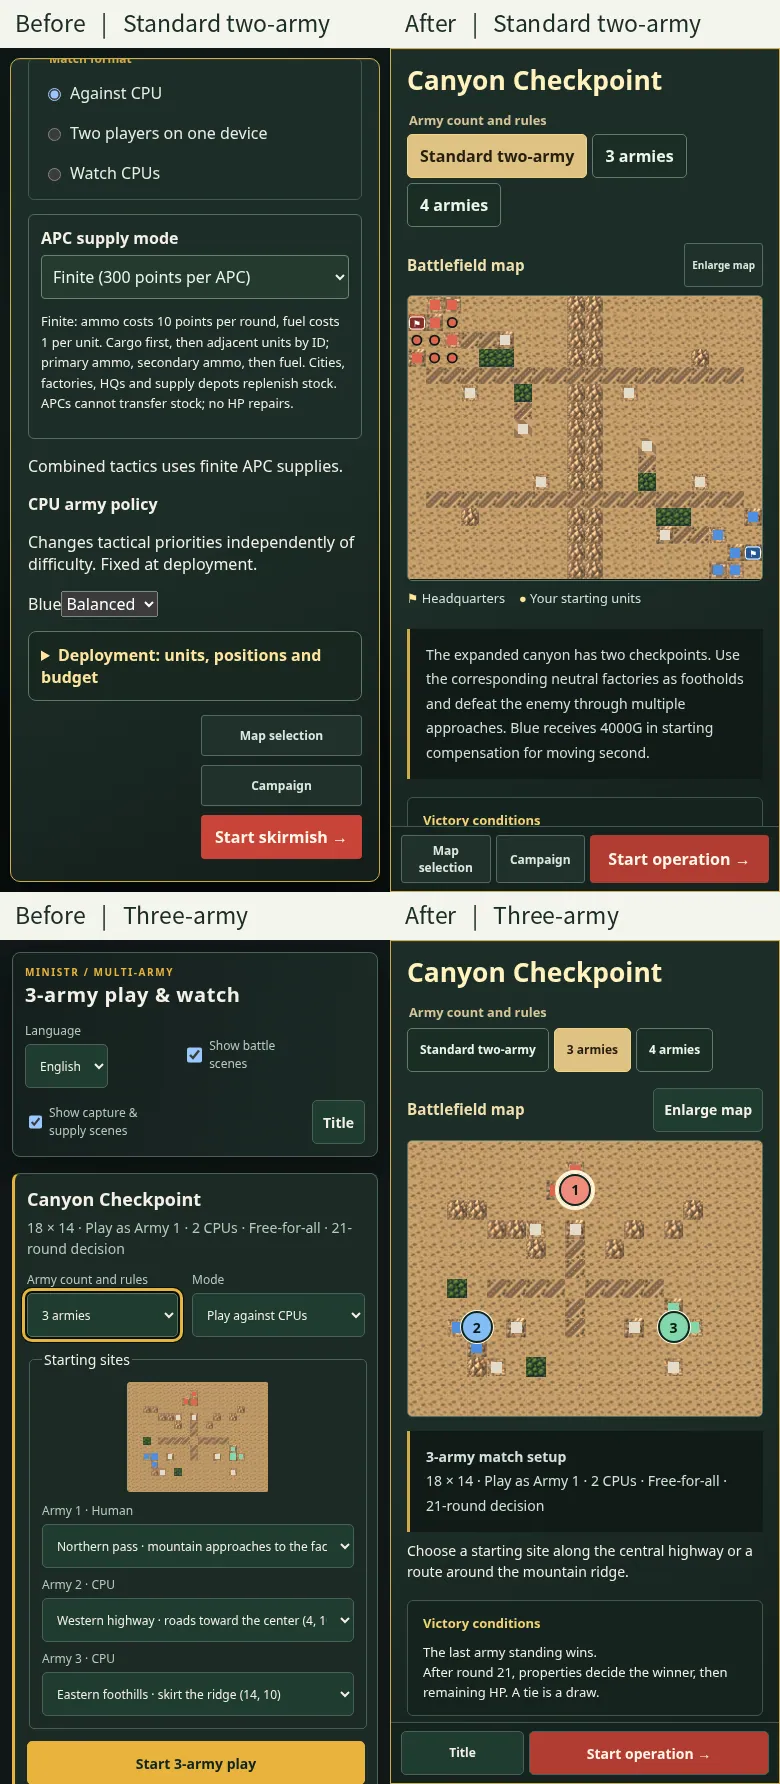 Before | Standard two-army
Match format
Against CPU
Two players on one device
Watch CPUs
APC supply mode
Finite (300 points per APC)
Finite: ammo costs 10 points per round, fuel costs
1 per unit. Cargo first, then adjacent units by ID;
primary ammo, secondary ammo, then fuel. Cities,
factories, HQs and supply depots replenish stock.
APCs cannot transfer stock; no HP repairs.
Combined tactics uses finite APC supplies.
CPU army policy
Changes tactical priorities independently of
difficulty. Fixed at deployment.
Blue Balanced
▶ Deployment: units, positions and
budget
Map selection
Campaign
Start skirmish →
After | Standard two-army
Canyon Checkpoint
Army count and rules
Standard two-army
3 armies
4 armies
Battlefield map
Enlarge map
⚑ Headquarters ● Your starting units
The expanded canyon has two checkpoints. Use
the corresponding neutral factories as footholds
and defeat the enemy through multiple
approaches. Blue receives 4000G in starting
compensation for moving second.
Victory conditions
Map
selection
Campaign
Start operation →
Before | Three-army
MINISTR / MULTI-ARMY
3-army play & watch
Language
English
Show battle
scenes
Show capture &
supply scenes
Title
Canyon Checkpoint
18 × 14 · Play as Army 1 · 2 CPUs · Free-for-all · 21-
round decision
Army count and rules
Mode
3 armies
Play against CPUs
Starting sites
Army 1 · Human
Northern pass · mountain approaches to the fac
Army 2 · CPU
Western highway · roads toward the center (4, 1
Army 3 · CPU
Eastern foothills · skirt the ridge (14, 10)
Start 3-army play
After | Three-army
Canyon Checkpoint
Army count and rules
Standard two-army
3 armies
4 armies
Battlefield map
Enlarge map
1
2
3
3-army match setup
18 × 14 · Play as Army 1 · 2 CPUs · Free-for-all ·
21-round decision
Choose a starting site along the central highway or a
route around the mountain ridge.
Victory conditions
The last army standing wins.
After round 21, properties decide the winner, then
remaining HP. A tie is a draw.
Title
Start operation →